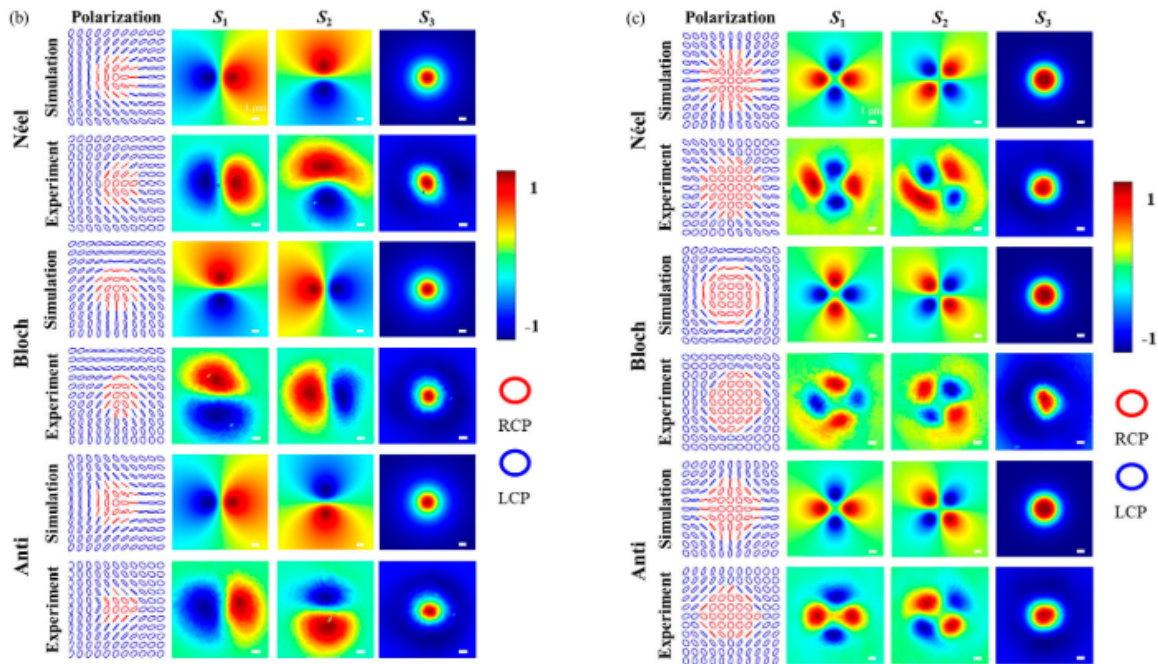 (b)
Polarization S₁ S₂ S₃
Néel
Simulation
1 μm
Experiment
Bloch
Simulation
Experiment
Anti
Simulation
Experiment
1
-1
RCP
LCP
(c)
Polarization S₁ S₂ S₃
Néel
Simulation
1 μm
Experiment
Bloch
Simulation
Experiment
Anti
Simulation
Experiment
1
-1
RCP
LCP